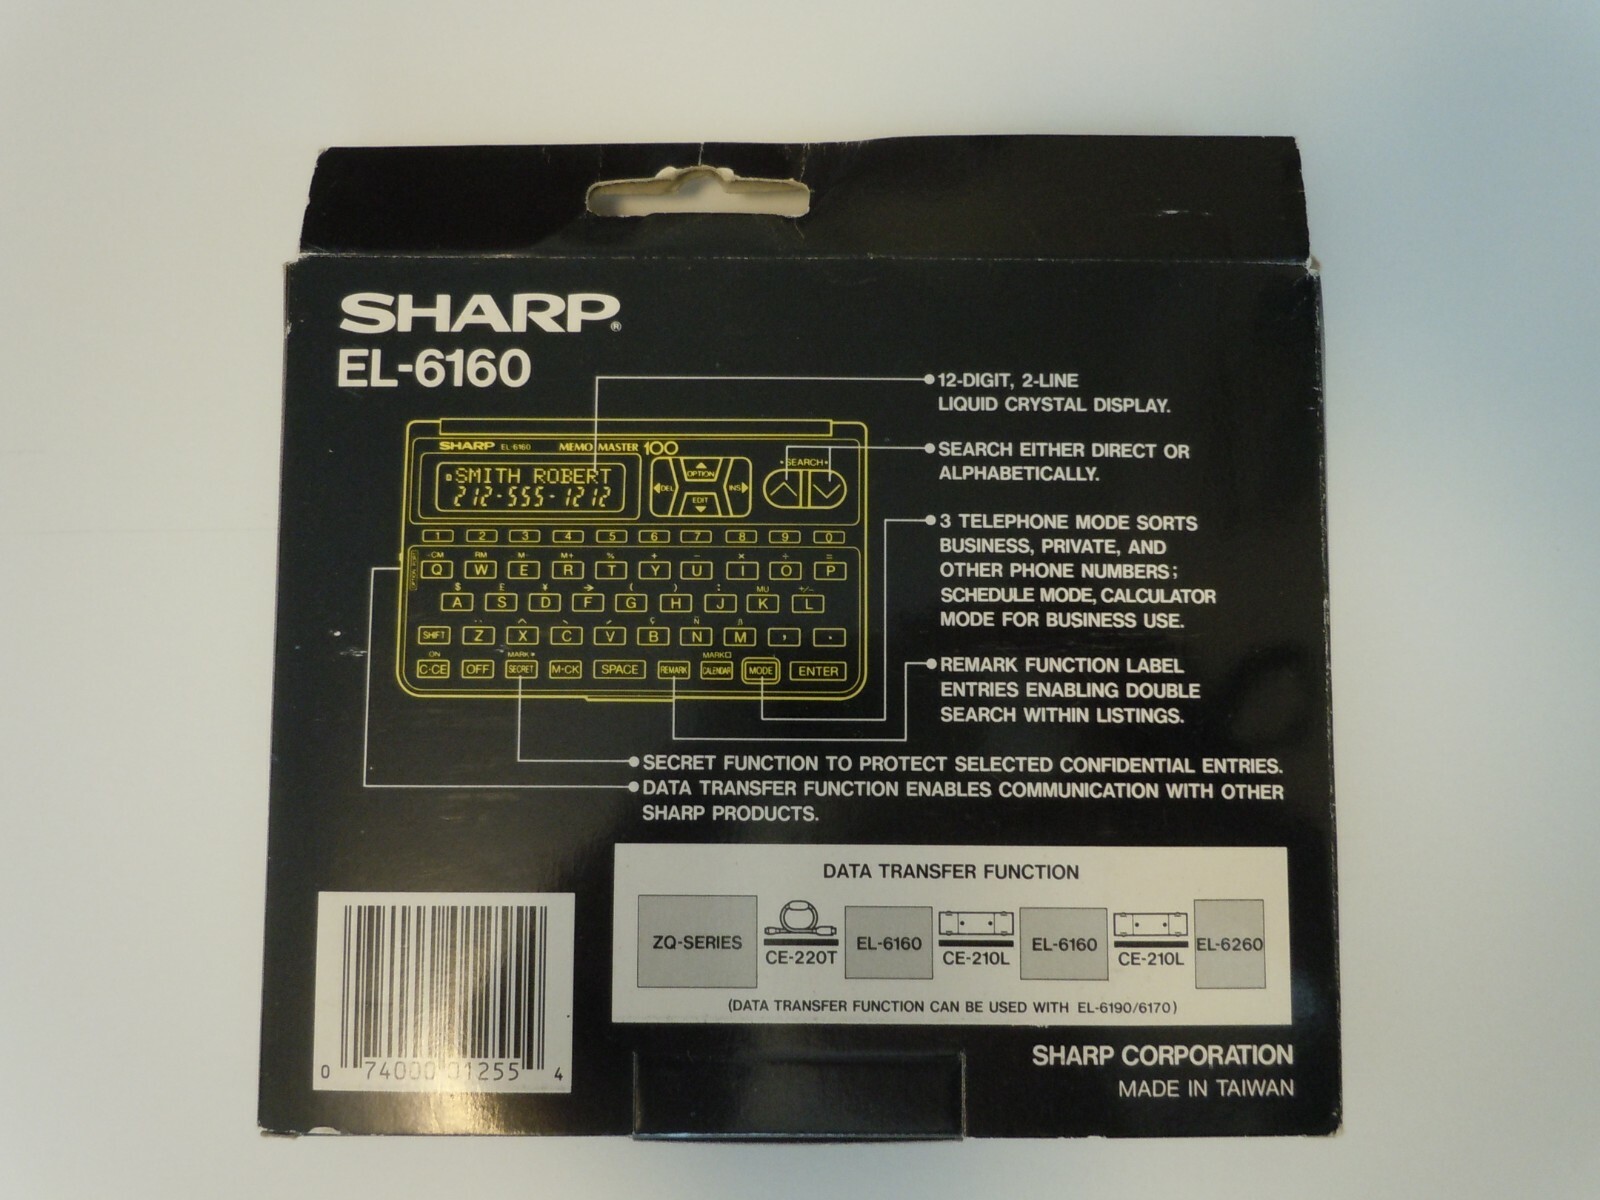 SHARP®
EL-6160
12-DIGIT, 2-LINE
LIQUID CRYSTAL DISPLAY.
SEARCH EITHER DIRECT OR
ALPHABETICALLY.
3 TELEPHONE MODE SORTS
BUSINESS, PRIVATE, AND
OTHER PHONE NUMBERS;
SCHEDULE MODE, CALCULATOR
MODE FOR BUSINESS USE.
REMARK FUNCTION LABEL
ENTRIES ENABLING DOUBLE
SEARCH WITHIN LISTINGS.
SECRET FUNCTION TO PROTECT SELECTED CONFIDENTIAL ENTRIES.
DATA TRANSFER FUNCTION ENABLES COMMUNICATION WITH OTHER
SHARP PRODUCTS.
SHARP EL-6160 MEMO MASTER 100
SMITH ROBERT
212-555-1212
OPTION
DEL INS
EDIT
SEARCH
1 2 3 4 5 6 7 8 9 0
CM RM M- M+ % + − × ÷ =
Q W E R T Y U I O P
$ £ ¥ → ( ) : MU +/−
A S D F G H J K L
SHIFT Z X C V B N M , .
ON MARK* MARK□
C·CE OFF SECRET M-CK SPACE REMARK CALENDAR MODE ENTER
DATA TRANSFER FUNCTION
ZQ-SERIES CE-220T EL-6160 CE-210L EL-6160 CE-210L EL-6260
(DATA TRANSFER FUNCTION CAN BE USED WITH EL-6190/6170)
0 74000 01255 4
SHARP CORPORATION
MADE IN TAIWAN